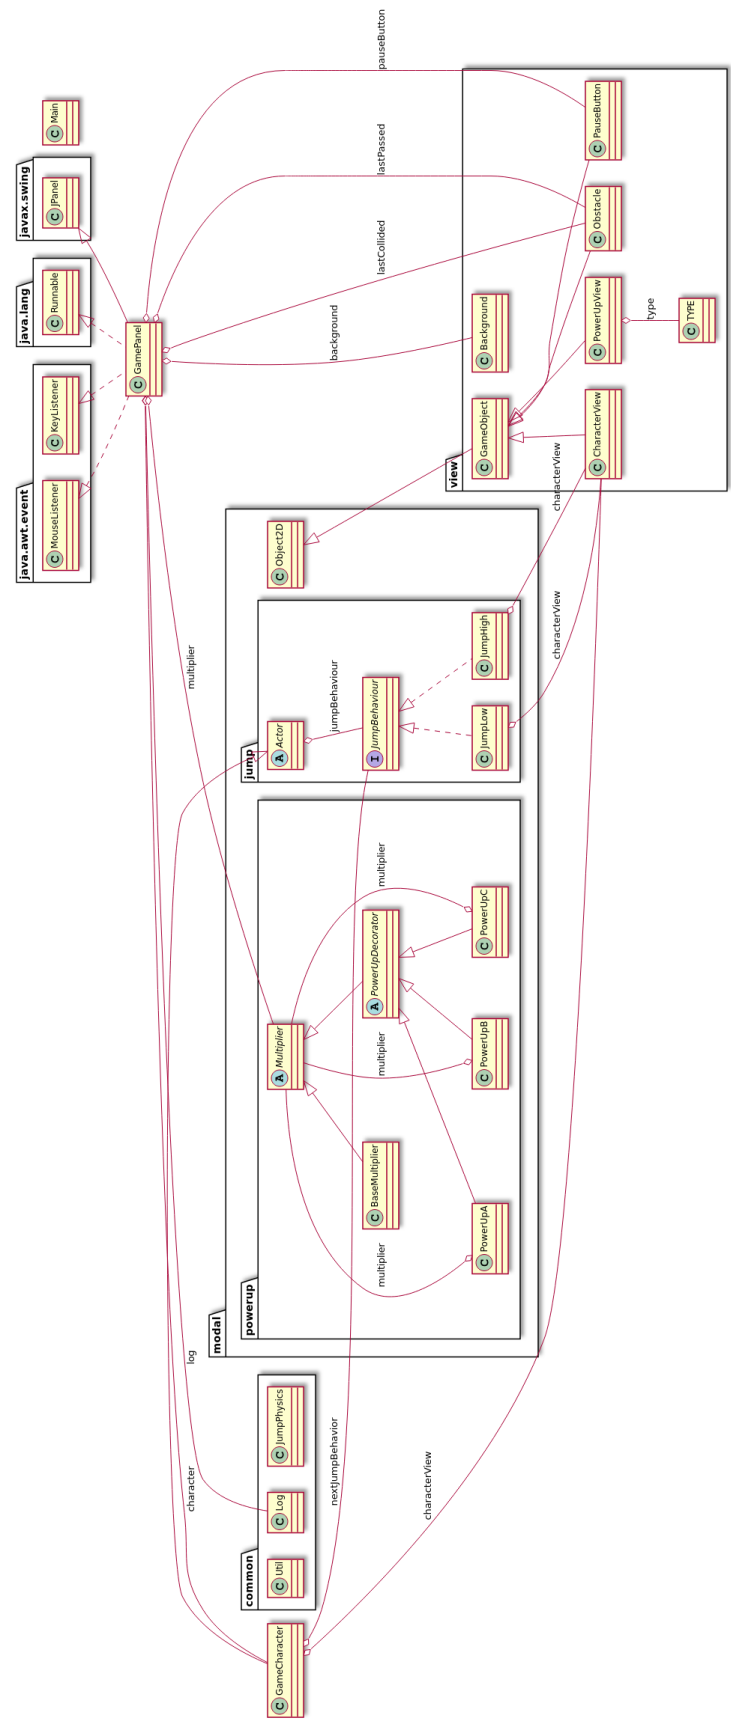 java.awt.event
java.lang
javax.swing
C MouseListener
C KeyListener
C Runnable
C JPanel
C Main
C GamePanel
character
log
multiplier
modal
common
powerup
jump
C GameCharacter
C Util
C Log
C JumpPhysics
A Multiplier
A Actor
C Object2D
nextJumpBehavior
jumpBehaviour
background
C BaseMultiplier
A PowerUpDecorator
I JumpBehaviour
characterView
multiplier
multiplier
multiplier
lastCollided
lastPassed
pauseButton
view
C PowerUpA
C PowerUpB
C PowerUpC
C JumpLow
C JumpHigh
C GameObject
C Background
characterView
characterView
C CharacterView
C PowerUpView
C Obstacle
C PauseButton
type
C TYPE